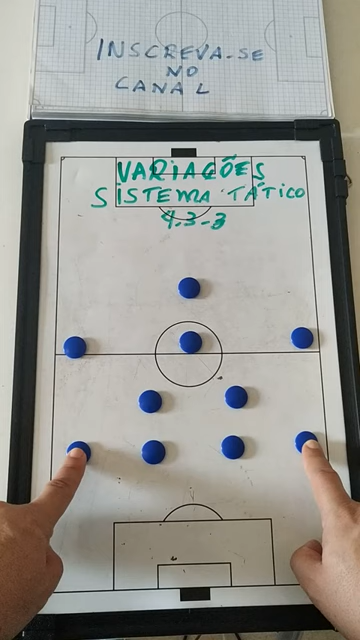 INSCREVA-SE
NO
CANAL
VARIAÇÕES
SISTEMA TÁTICO
4.3-3